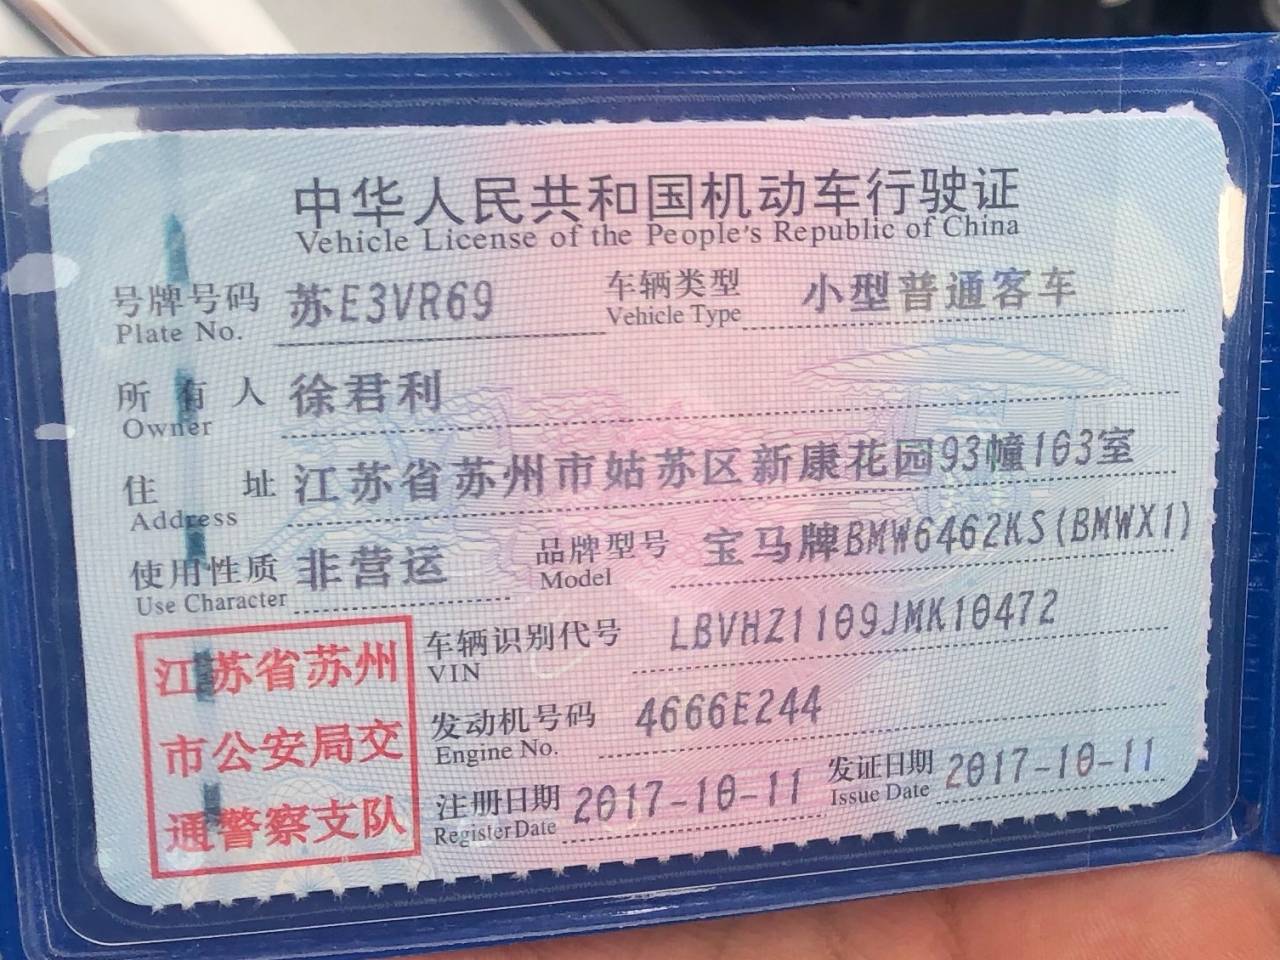 中华人民共和国机动车行驶证
Vehicle License of the People's Republic of China
号牌号码 苏E3VR69 车辆类型 小型普通客车
Plate No. Vehicle Type
所有人 徐君利
Owner
住址 江苏省苏州市姑苏区新康花园93幢103室
Address
使用性质 非营运 品牌型号 宝马牌BMW6462KS(BMWX1)
Use Character Model
江苏省苏州
市公安局交
通警察支队
车辆识别代号 LBVHZ1109JMK10472
VIN
发动机号码 4666E244
Engine No.
注册日期 2017-10-11 发证日期 2017-10-11
Register Date Issue Date